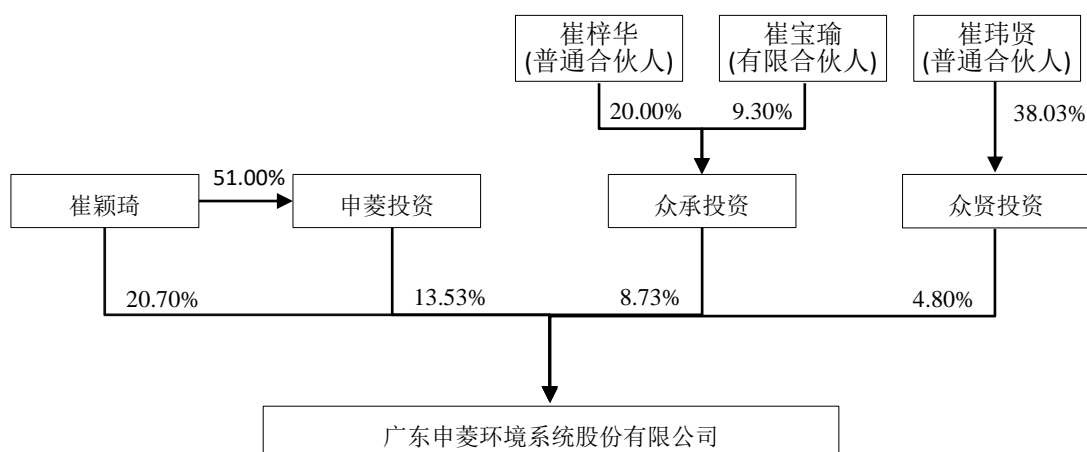 崔梓华
(普通合伙人)
崔宝瑜
(有限合伙人)
崔玮贤
(普通合伙人)
20.00%
9.30%
38.03%
51.00%
崔颖琦
申菱投资
众承投资
众贤投资
20.70%
13.53%
8.73%
4.80%
广东申菱环境系统股份有限公司